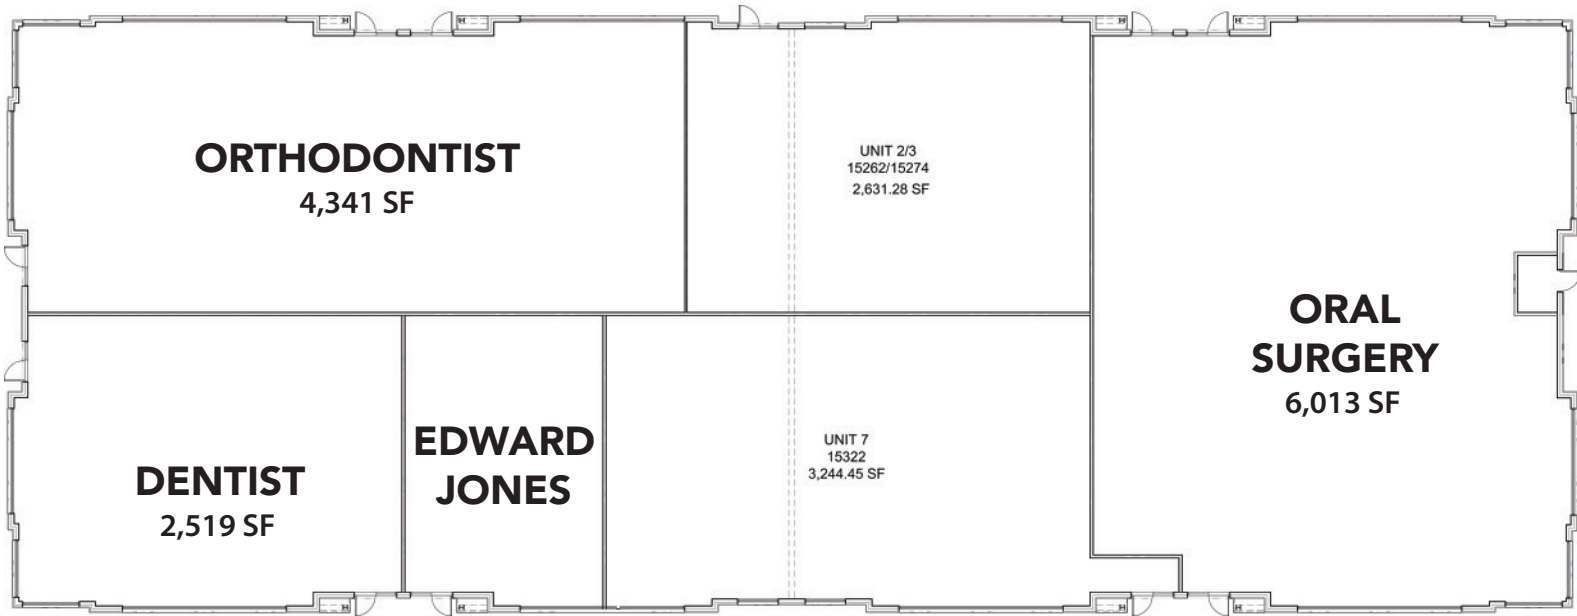 ORTHODONTIST
4,341 SF
UNIT 2/3
15262/15274
2,631.28 SF
ORAL
SURGERY
6,013 SF
DENTIST
2,519 SF
EDWARD
JONES
UNIT 7
15322
3,244.45 SF